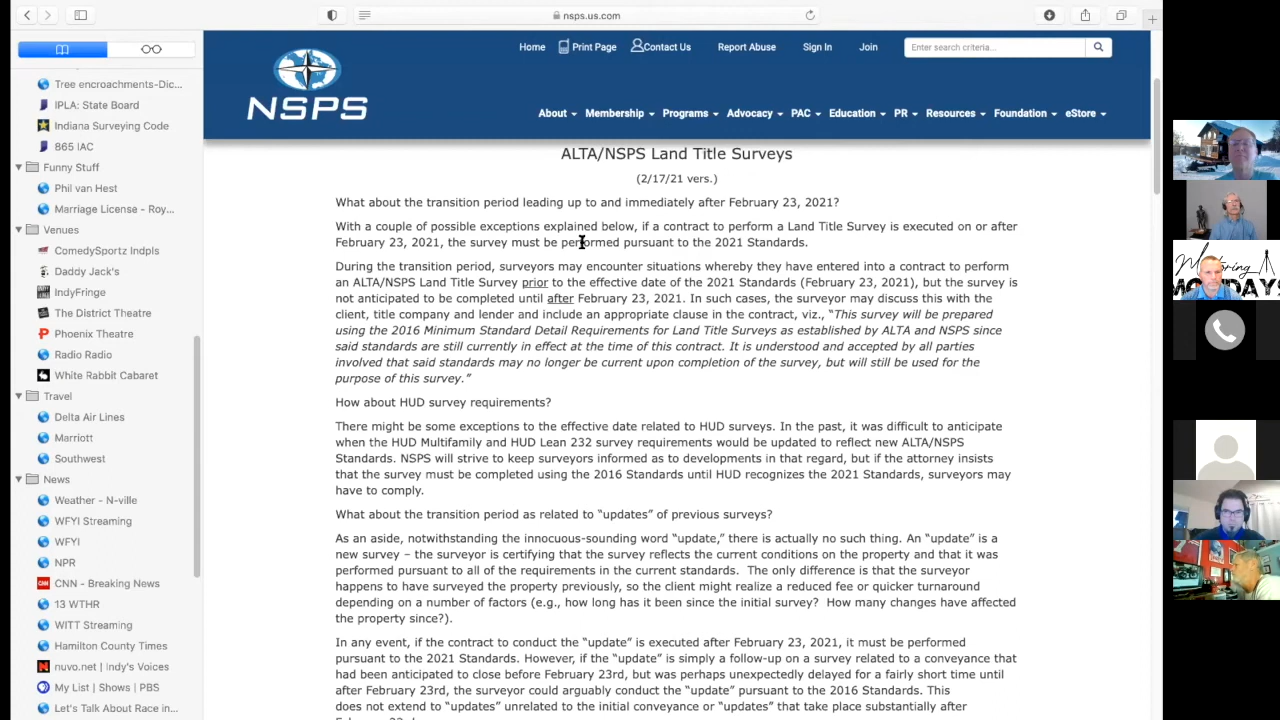 nsps.us.com
Tree encroachments-Dic...
IPLA: State Board
Indiana Surveying Code
865 IAC
Funny Stuff
Phil van Hest
Marriage License - Roy...
Venues
ComedySportz Indpls
Daddy Jack's
IndyFringe
The District Theatre
Phoenix Theatre
Radio Radio
White Rabbit Cabaret
Travel
Delta Air Lines
Marriott
Southwest
News
Weather - N-ville
WFYI Streaming
WFYI
NPR
CNN - Breaking News
13 WTHR
WITT Streaming
Hamilton County Times
nuvo.net | Indy's Voices
My List | Shows | PBS
Let's Talk About Race in...
Home Print Page Contact Us Report Abuse Sign In Join Enter search criteria...
NSPS
About Membership Programs Advocacy PAC Education PR Resources Foundation eStore
ALTA/NSPS Land Title Surveys
(2/17/21 vers.)
What about the transition period leading up to and immediately after February 23, 2021?
With a couple of possible exceptions explained below, if a contract to perform a Land Title Survey is executed on or after
February 23, 2021, the survey must be performed pursuant to the 2021 Standards.
During the transition period, surveyors may encounter situations whereby they have entered into a contract to perform
an ALTA/NSPS Land Title Survey prior to the effective date of the 2021 Standards (February 23, 2021), but the survey is
not anticipated to be completed until after February 23, 2021. In such cases, the surveyor may discuss this with the
client, title company and lender and include an appropriate clause in the contract, viz., “This survey will be prepared
using the 2016 Minimum Standard Detail Requirements for Land Title Surveys as established by ALTA and NSPS since
said standards are still currently in effect at the time of this contract. It is understood and accepted by all parties
involved that said standards may no longer be current upon completion of the survey, but will still be used for the
purpose of this survey.”
How about HUD survey requirements?
There might be some exceptions to the effective date related to HUD surveys. In the past, it was difficult to anticipate
when the HUD Multifamily and HUD Lean 232 survey requirements would be updated to reflect new ALTA/NSPS
Standards. NSPS will strive to keep surveyors informed as to developments in that regard, but if the attorney insists
that the survey must be completed using the 2016 Standards until HUD recognizes the 2021 Standards, surveyors may
have to comply.
What about the transition period as related to “updates” of previous surveys?
As an aside, notwithstanding the innocuous-sounding word “update,” there is actually no such thing. An “update” is a
new survey – the surveyor is certifying that the survey reflects the current conditions on the property and that it was
performed pursuant to all of the requirements in the current standards. The only difference is that the surveyor
happens to have surveyed the property previously, so the client might realize a reduced fee or quicker turnaround
depending on a number of factors (e.g., how long has it been since the initial survey? How many changes have affected
the property since?).
In any event, if the contract to conduct the “update” is executed after February 23, 2021, it must be performed
pursuant to the 2021 Standards. However, if the “update” is simply a follow-up on a survey related to a conveyance that
had been anticipated to close before February 23rd, but was perhaps unexpectedly delayed for a fairly short time until
after February 23rd, the surveyor could arguably conduct the “update” pursuant to the 2016 Standards. This
does not extend to “updates” unrelated to the initial conveyance or “updates” that take place substantially after
Mentoring
MONDAYS